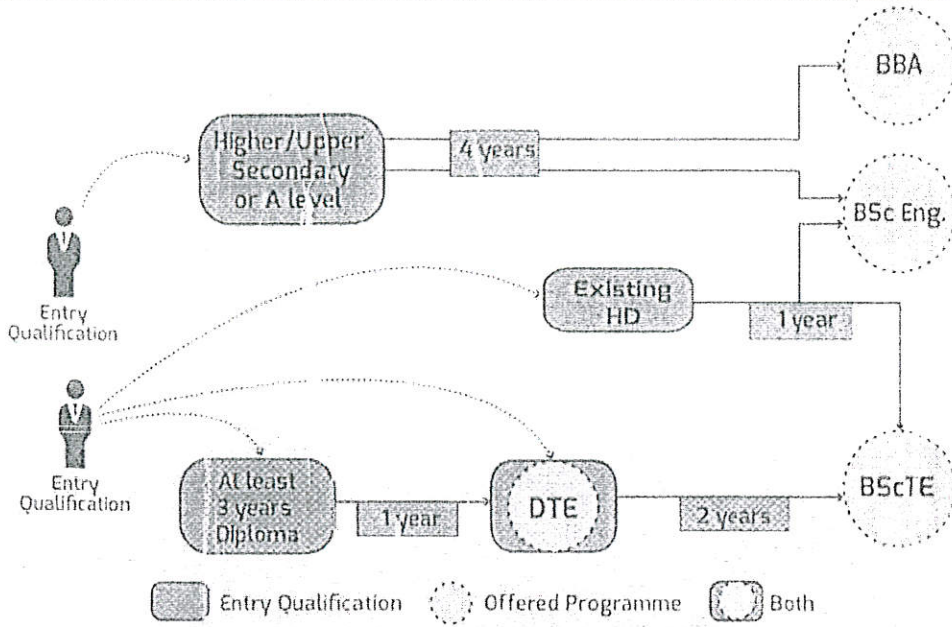 BBA
Higher/Upper
Secondary
or A level
4 years
BSc Eng.
Entry
Qualification
Existing
HD
1 year
Entry
Qualification
At least
3 years
Diploma
1 year
DTE
2 years
BScTE
Entry Qualification
Offered Programme
Both